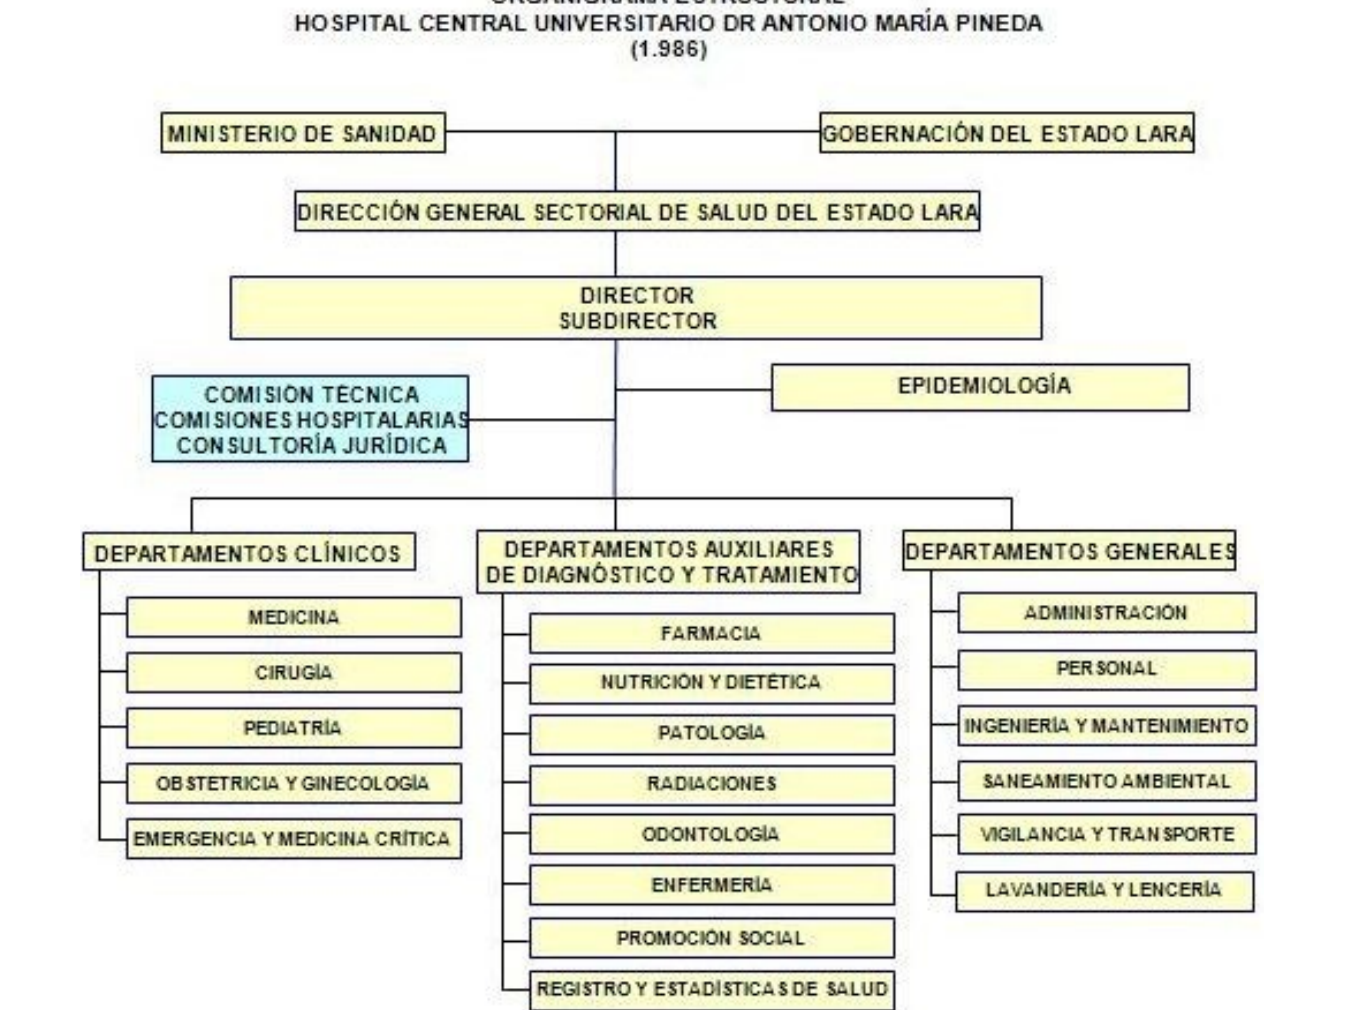 ORGANIGRAMA ESTRUCTURAL
HOSPITAL CENTRAL UNIVERSITARIO DR ANTONIO MARÍA PINEDA
(1.986)
MINISTERIO DE SANIDAD
GOBERNACIÓN DEL ESTADO LARA
DIRECCIÓN GENERAL SECTORIAL DE SALUD DEL ESTADO LARA
DIRECTOR
SUBDIRECTOR
COMISIÓN TÉCNICA
COMISIONES HOSPITALARIAS
CONSULTORÍA JURÍDICA
EPIDEMIOLOGÍA
DEPARTAMENTOS CLÍNICOS
MEDICINA
CIRUGÍA
PEDIATRÍA
OBSTETRICIA Y GINECOLOGÍA
EMERGENCIA Y MEDICINA CRÍTICA
DEPARTAMENTOS AUXILIARES
DE DIAGNÓSTICO Y TRATAMIENTO
FARMACIA
NUTRICIÓN Y DIETÉTICA
PATOLOGÍA
RADIACIONES
ODONTOLOGÍA
ENFERMERÍA
PROMOCIÓN SOCIAL
REGISTRO Y ESTADÍSTICAS DE SALUD
DEPARTAMENTOS GENERALES
ADMINISTRACIÓN
PERSONAL
INGENIERÍA Y MANTENIMIENTO
SANEAMIENTO AMBIENTAL
VIGILANCIA Y TRANSPORTE
LAVANDERÍA Y LENCERÍA